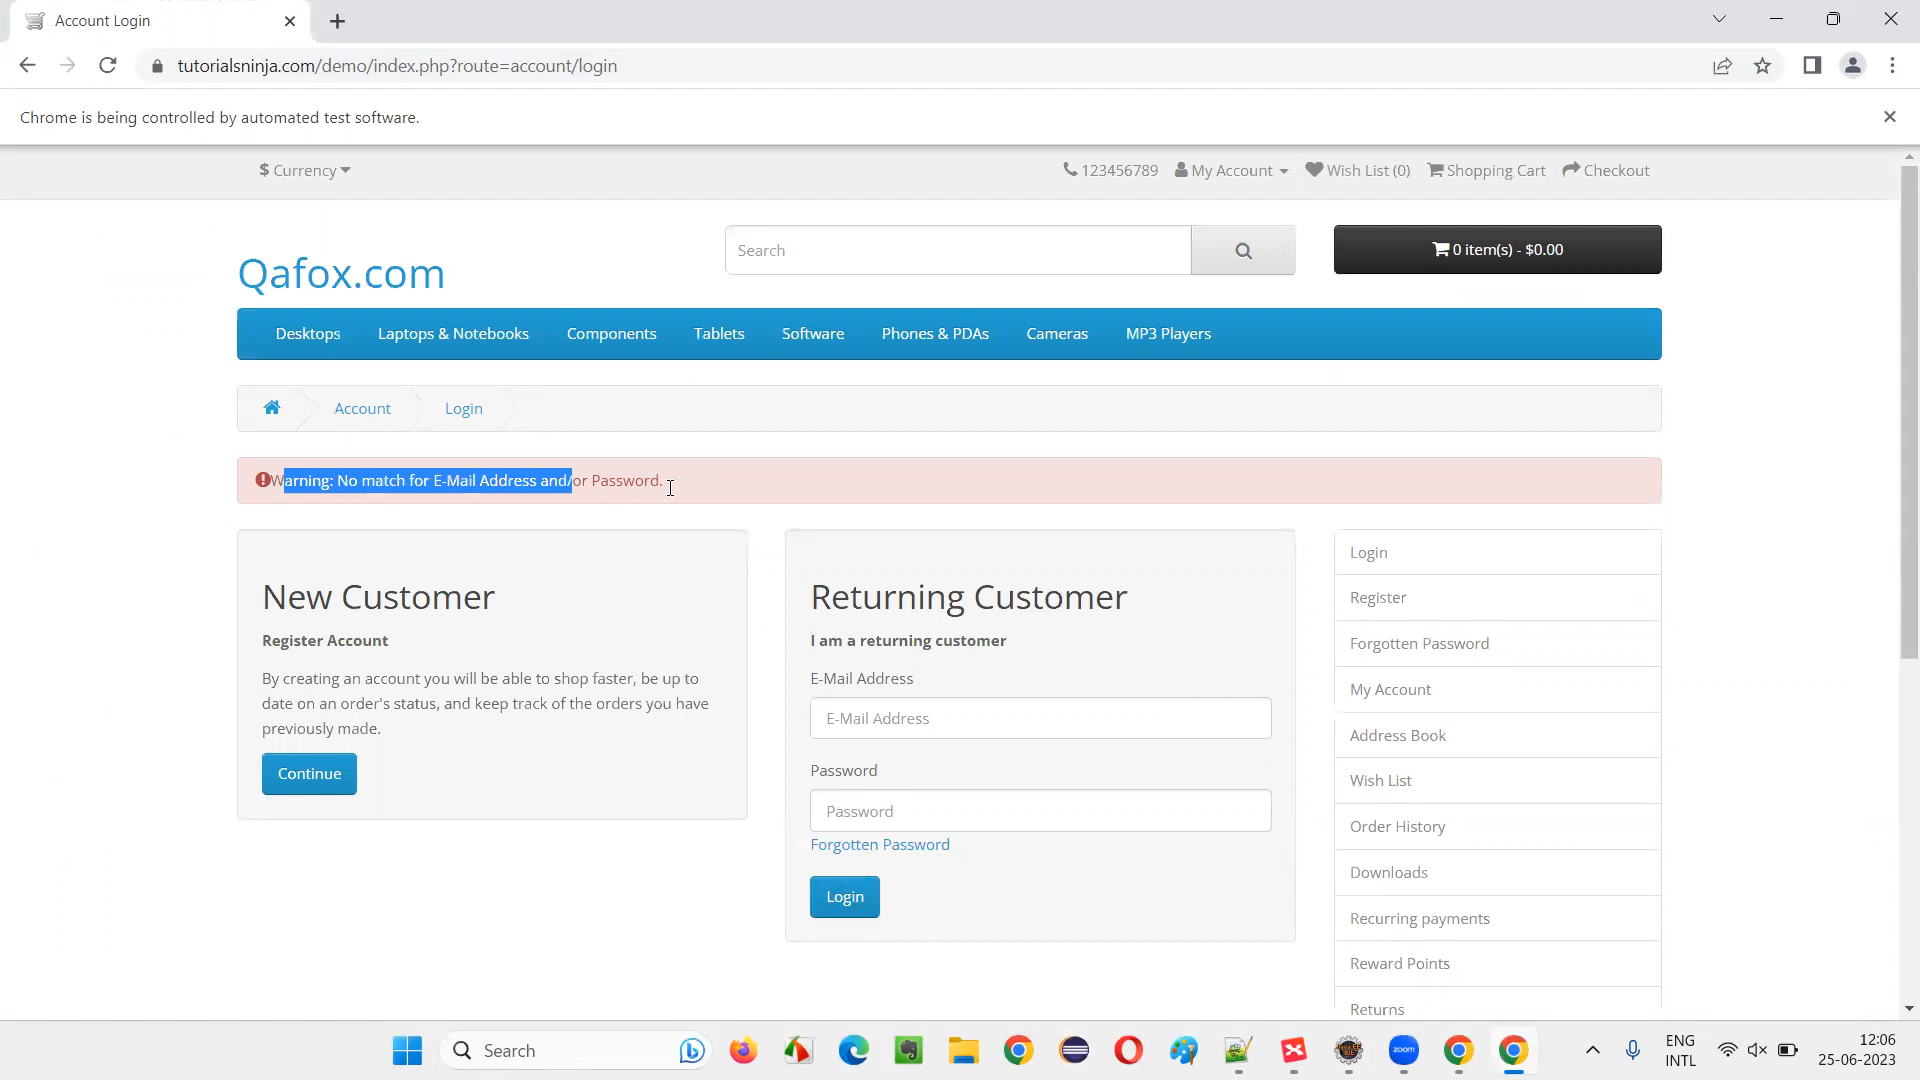 Account Login
tutorialsninja.com/demo/index.php?route=account/login
Chrome is being controlled by automated test software.
$ Currency
123456789 My Account Wish List (0) Shopping Cart Checkout
Qafox.com
Search
0 item(s) - $0.00
Desktops Laptops & Notebooks Components Tablets Software Phones & PDAs Cameras MP3 Players
Account Login
Warning: No match for E-Mail Address and/or Password.
New Customer
Register Account
By creating an account you will be able to shop faster, be up to
date on an order's status, and keep track of the orders you have
previously made.
Continue
Returning Customer
I am a returning customer
E-Mail Address
E-Mail Address
Password
Password
Forgotten Password
Login
Login
Register
Forgotten Password
My Account
Address Book
Wish List
Order History
Downloads
Recurring payments
Reward Points
Returns
Search
zoom
ENG
INTL
12:06
25-06-2023